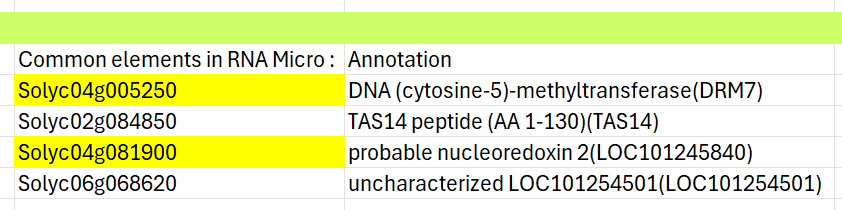 Common elements in RNA Micro : Annotation
Solyc04g005250 DNA (cytosine-5)-methyltransferase(DRM7)
Solyc02g084850 TAS14 peptide (AA 1-130)(TAS14)
Solyc04g081900 probable nucleoredoxin 2(LOC101245840)
Solyc06g068620 uncharacterized LOC101254501(LOC101254501)